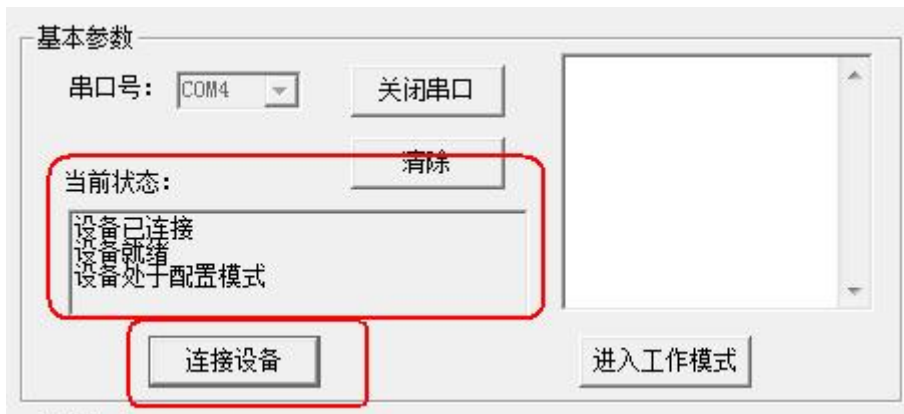 基本参数
串口号： COM4 关闭串口
清除
当前状态：
设备已连接
设备就绪
设备处于配置模式
连接设备 进入工作模式